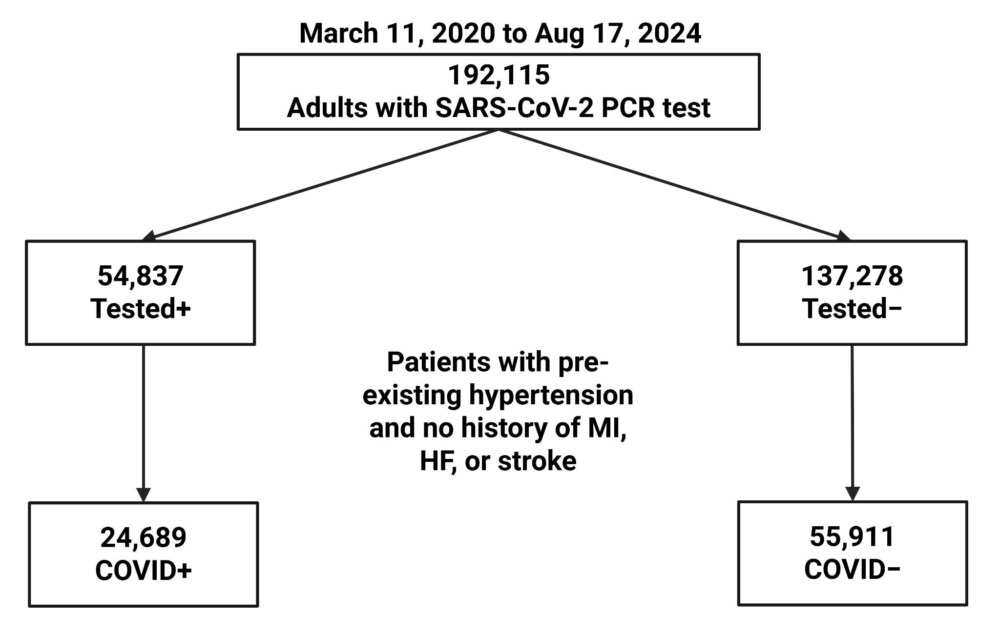 March 11, 2020 to Aug 17, 2024
192,115
Adults with SARS-CoV-2 PCR test
54,837
Tested+
137,278
Tested−
Patients with pre-
existing hypertension
and no history of MI,
HF, or stroke
24,689
COVID+
55,911
COVID−